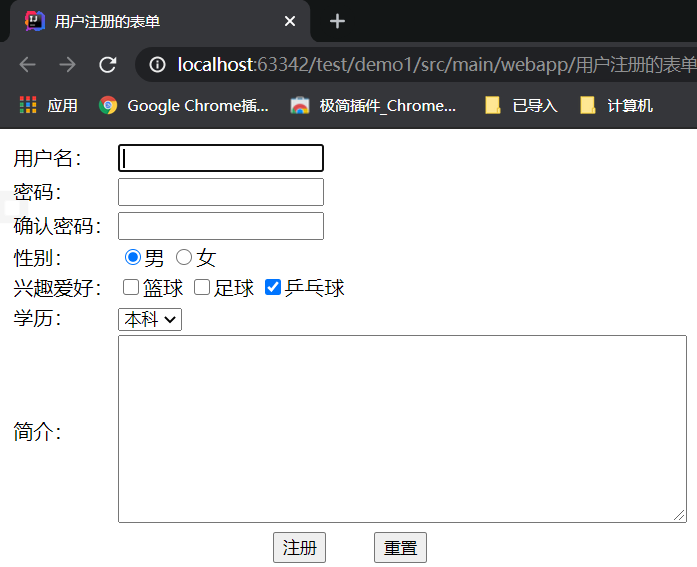 用户注册的表单
localhost:63342/test/demo1/src/main/webapp/用户注册的表单
应用 Google Chrome插... 极简插件_Chrome... 已导入 计算机
用户名：
密码：
确认密码：
性别： 男 女
兴趣爱好： 篮球 足球 乒乓球
学历： 本科
简介：
注册 重置